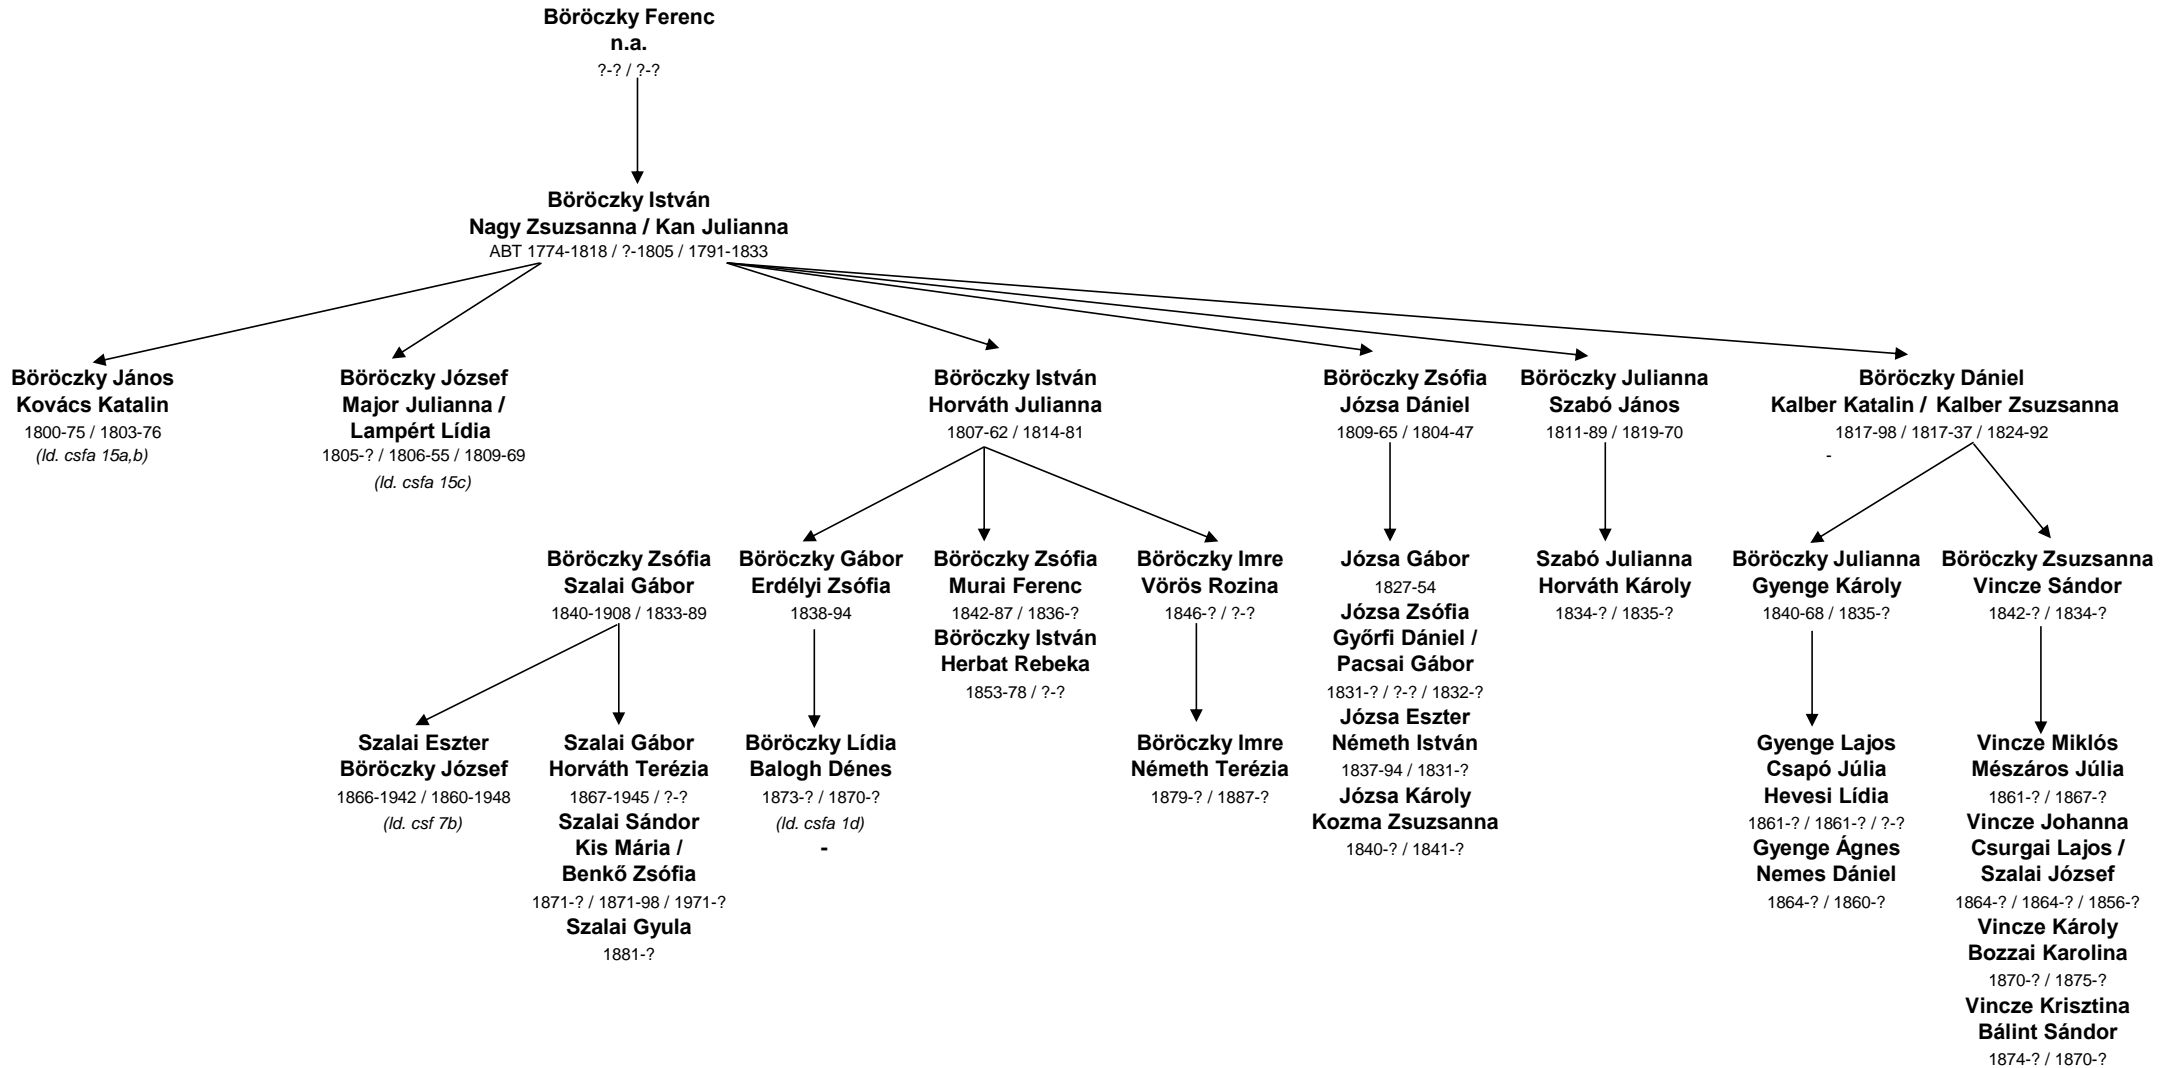 Böröczky Ferenc
n.a.
?-? / ?-?
Böröczky István
Nagy Zsuzsanna / Kan Julianna
ABT 1774-1818 / ?-1805 / 1791-1833
Böröczky János
Kovács Katalin
1800-75 / 1803-76
(ld. csfa 15a,b)
Böröczky József
Major Julianna /
Lampért Lídia
1805-? / 1806-55 / 1809-69
(ld. csfa 15c)
Böröczky István
Horváth Julianna
1807-62 / 1814-81
Böröczky Zsófia
Józsa Dániel
1809-65 / 1804-47
Böröczky Julianna
Szabó János
1811-89 / 1819-70
Böröczky Dániel
Kalber Katalin / Kalber Zsuzsanna
1817-98 / 1817-37 / 1824-92
-
Böröczky Zsófia
Szalai Gábor
1840-1908 / 1833-89
Böröczky Gábor
Erdélyi Zsófia
1838-94
Böröczky Zsófia
Murai Ferenc
1842-87 / 1836-?
Böröczky István
Herbat Rebeka
1853-78 / ?-?
Böröczky Imre
Vörös Rozina
1846-? / ?-?
Józsa Gábor
1827-54
Józsa Zsófia
Győrfi Dániel /
Pacsai Gábor
1831-? / ?-? / 1832-?
Józsa Eszter
Németh István
1837-94 / 1831-?
Józsa Károly
Kozma Zsuzsanna
1840-? / 1841-?
Szabó Julianna
Horváth Károly
1834-? / 1835-?
Böröczky Julianna
Gyenge Károly
1840-68 / 1835-?
Böröczky Zsuzsanna
Vincze Sándor
1842-? / 1834-?
Szalai Eszter
Böröczky József
1866-1942 / 1860-1948
(ld. csf 7b)
Szalai Gábor
Horváth Terézia
1867-1945 / ?-?
Szalai Sándor
Kis Mária /
Benkő Zsófia
1871-? / 1871-98 / 1971-?
Szalai Gyula
1881-?
Böröczky Lídia
Balogh Dénes
1873-? / 1870-?
(ld. csfa 1d)
-
Böröczky Imre
Németh Terézia
1879-? / 1887-?
Gyenge Lajos
Csapó Júlia
Hevesi Lídia
1861-? / 1861-? / ?-?
Gyenge Ágnes
Nemes Dániel
1864-? / 1860-?
Vincze Miklós
Mészáros Júlia
1861-? / 1867-?
Vincze Johanna
Csurgai Lajos /
Szalai József
1864-? / 1864-? / 1856-?
Vincze Károly
Bozzai Karolina
1870-? / 1875-?
Vincze Krisztina
Bálint Sándor
1874-? / 1870-?